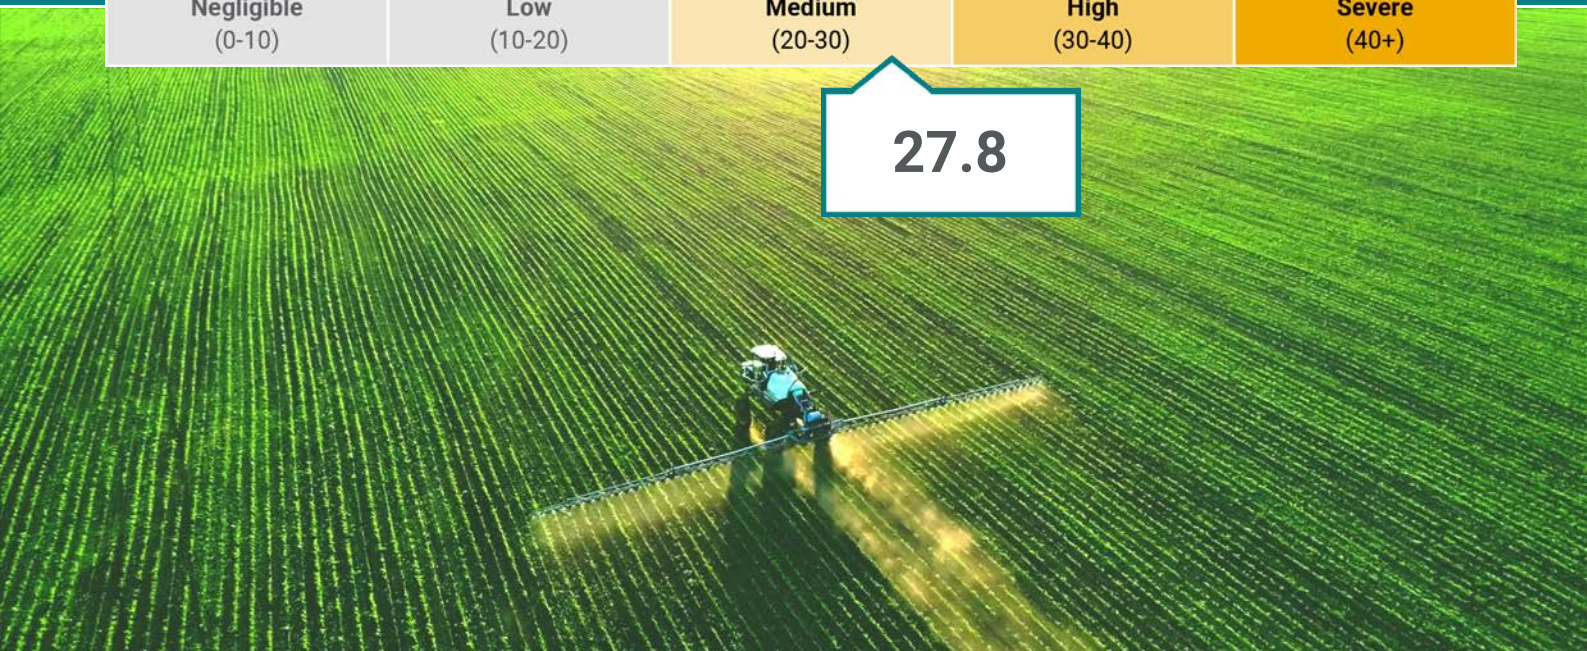 Negligible Low Medium High Severe
(0-10) (10-20) (20-30) (30-40) (40+)
27.8